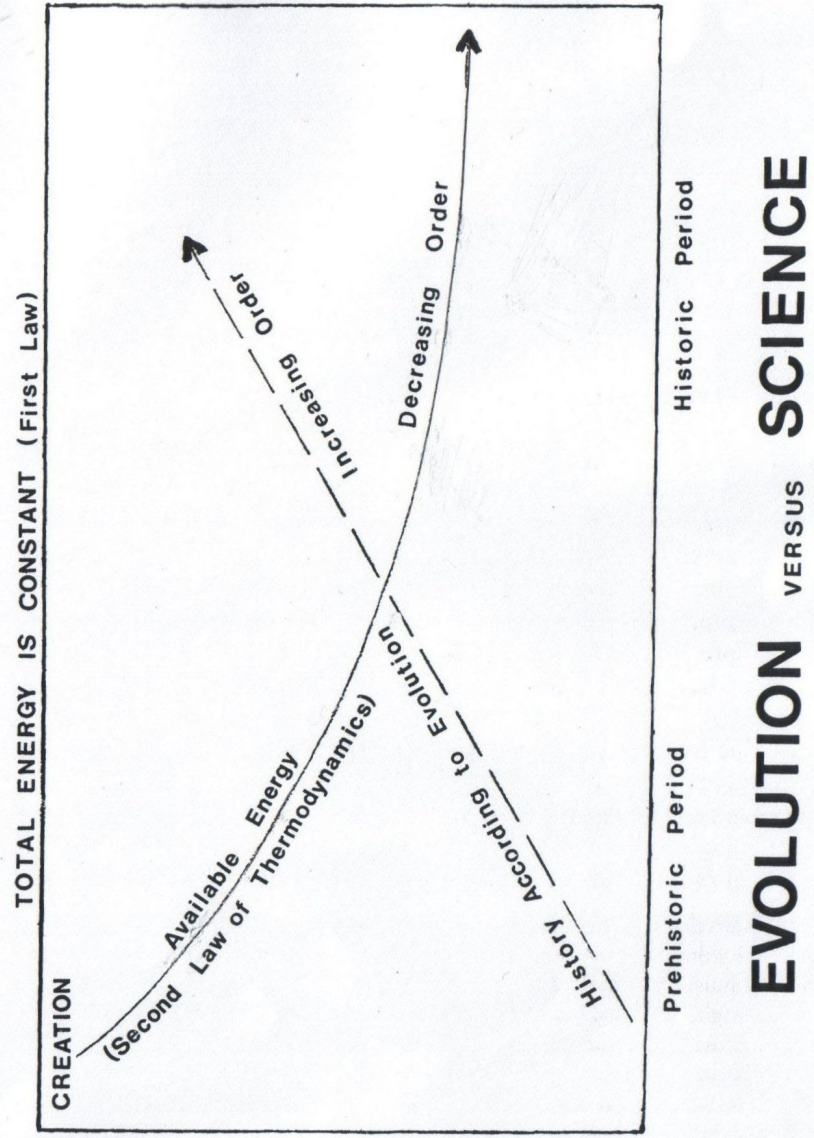 TOTAL ENERGY IS CONSTANT (First Law)
CREATION
Available Energy
(Second Law of Thermodynamics)
Increasing Order
Decreasing Order
History According to Evolution
Prehistoric Period
Historic Period
EVOLUTION VERSUS SCIENCE